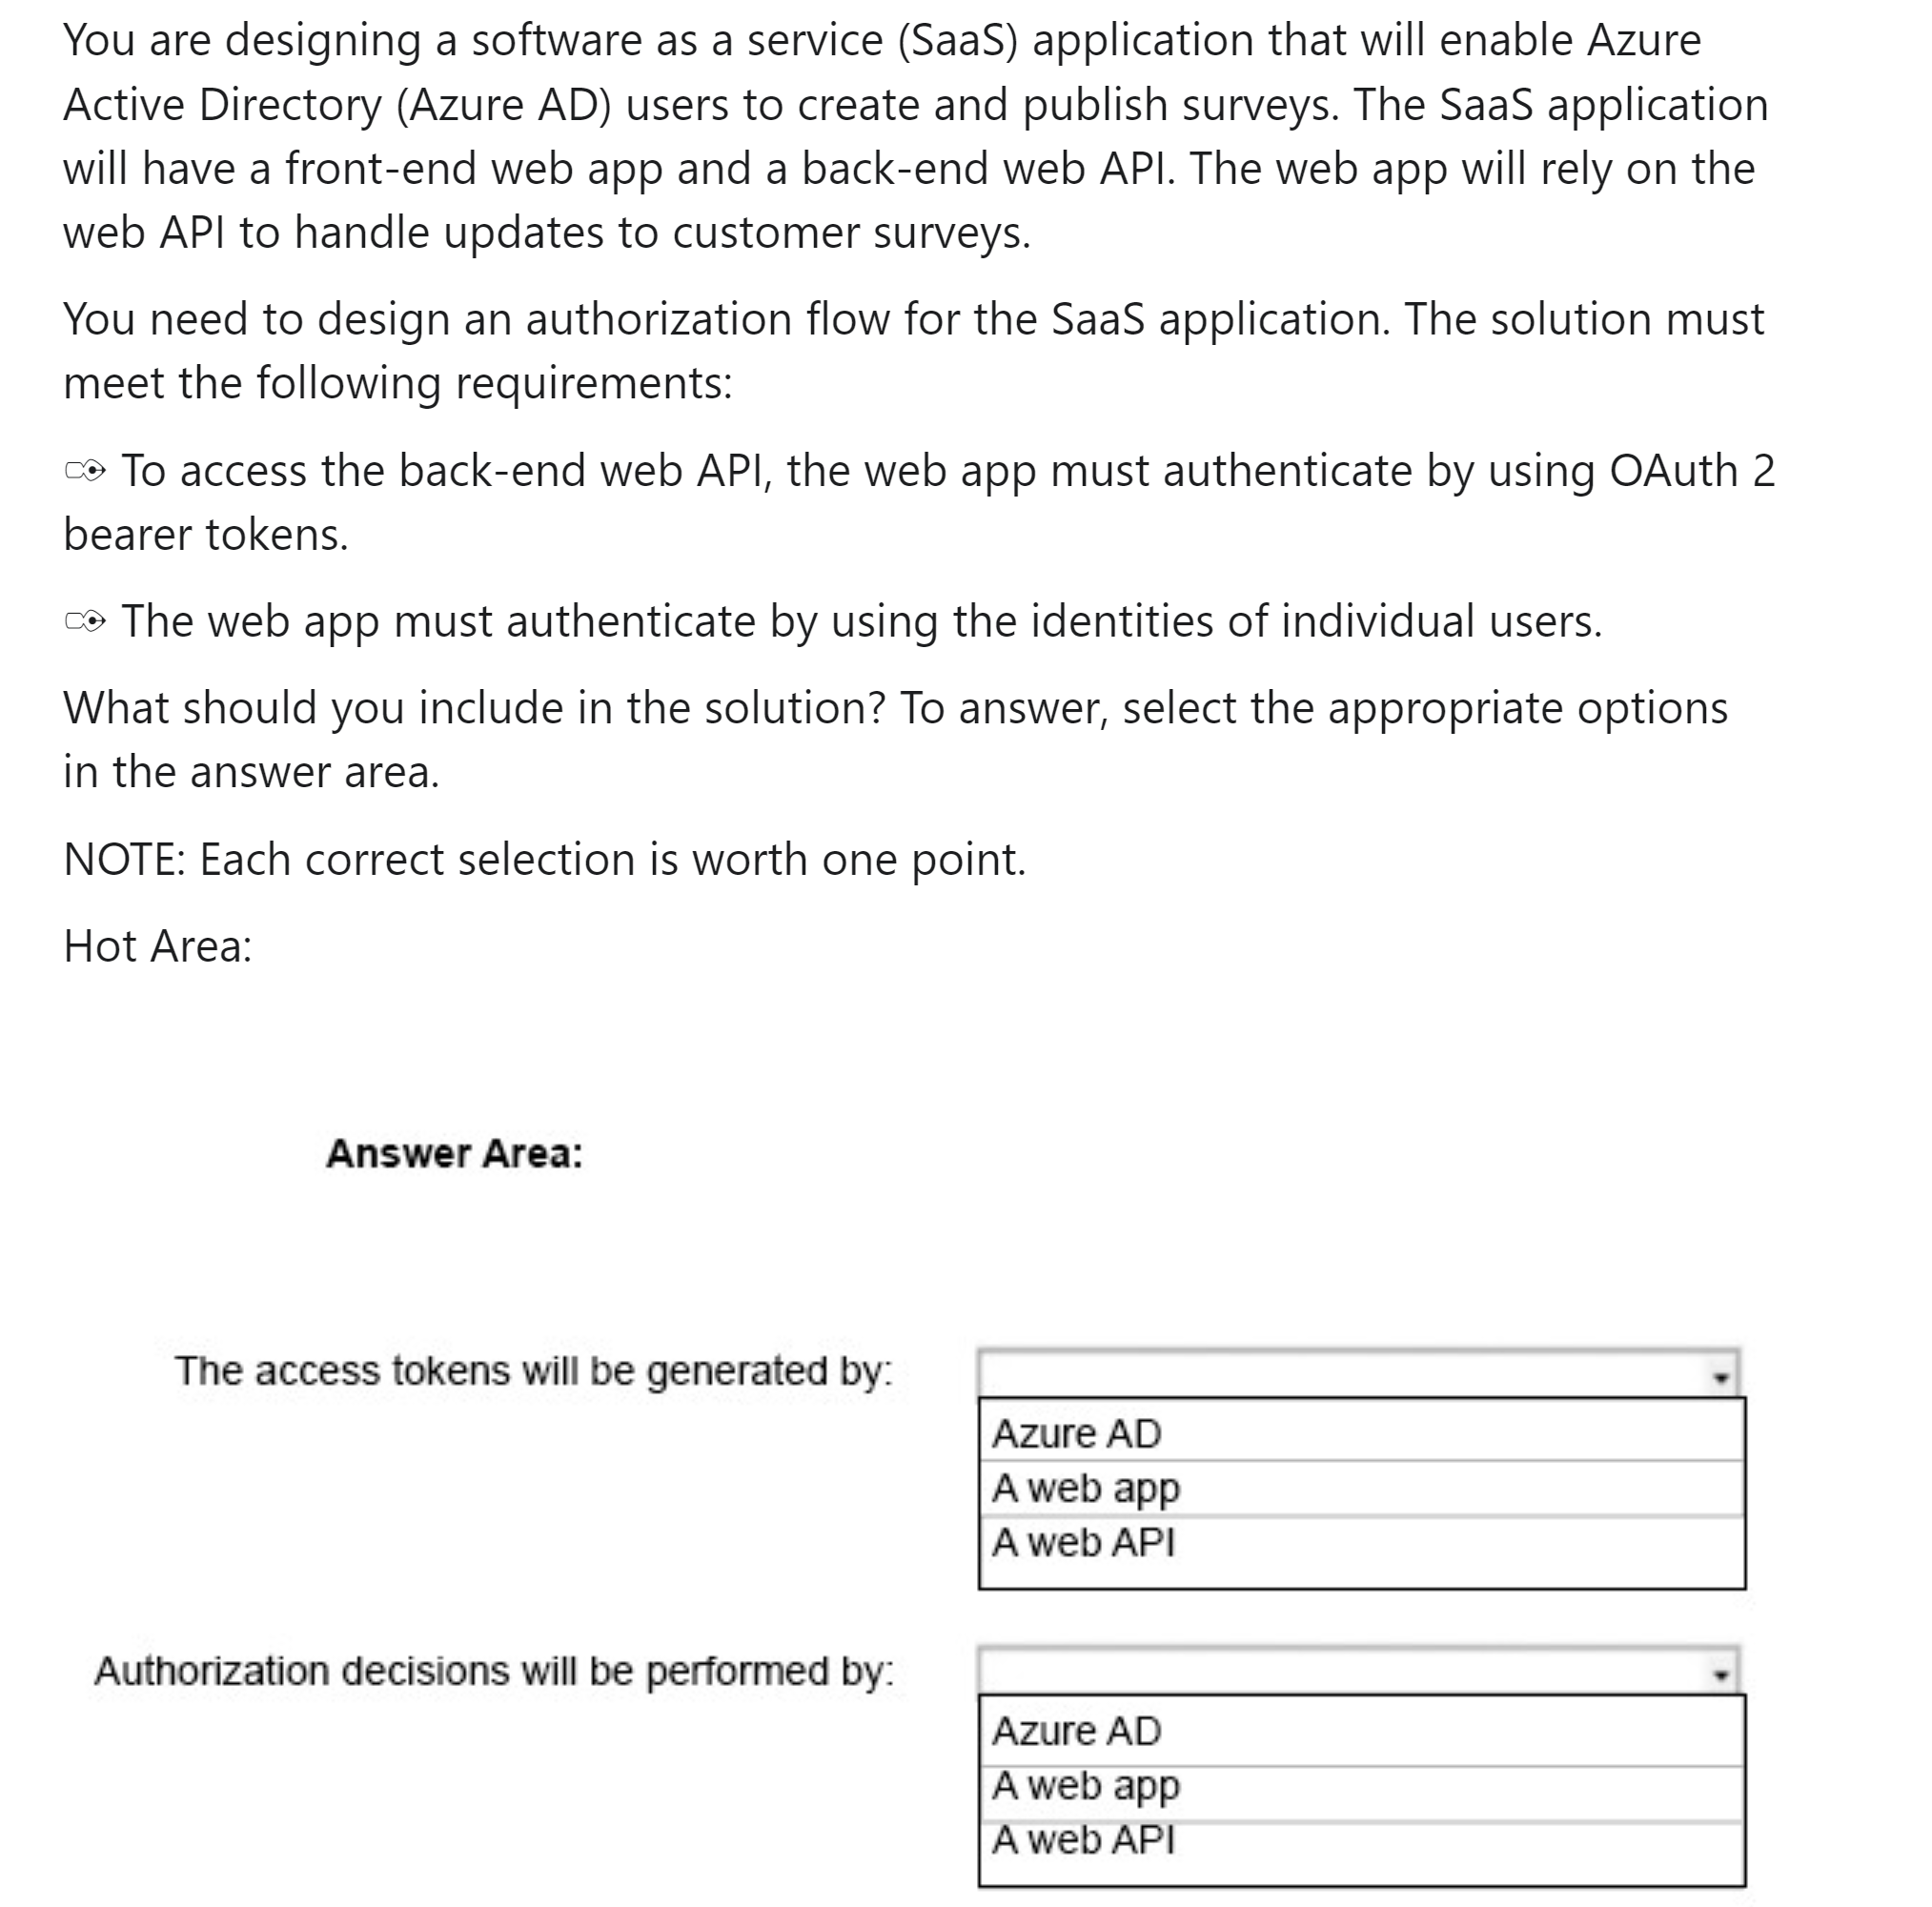 You are designing a software as a service (SaaS) application that will enable Azure
Active Directory (Azure AD) users to create and publish surveys. The SaaS application
will have a front-end web app and a back-end web API. The web app will rely on the
web API to handle updates to customer surveys.
You need to design an authorization flow for the SaaS application. The solution must
meet the following requirements:
To access the back-end web API, the web app must authenticate by using OAuth 2
bearer tokens.
The web app must authenticate by using the identities of individual users.
What should you include in the solution? To answer, select the appropriate options
in the answer area.
NOTE: Each correct selection is worth one point.
Hot Area:
Answer Area:
The access tokens will be generated by:
Azure AD
A web app
A web API
Authorization decisions will be performed by:
Azure AD
A web app
A web API